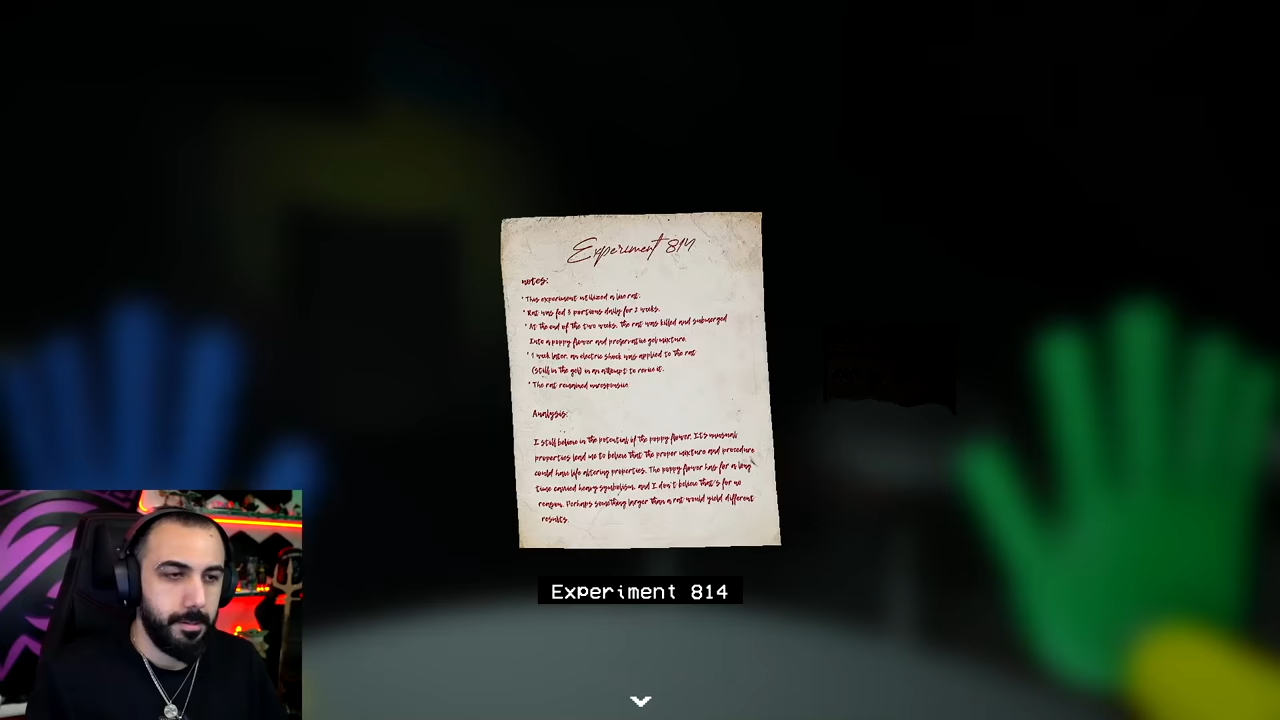 Experiment 814
notes:
• This experiment utilized a live rat.
• Rat was fed 3 portions daily for 2 weeks.
• At the end of the two weeks, the rat was killed and submerged
into a poppy flower and preservative gel mixture.
• 1 week later, an electric shock was applied to the rat
(still in the gel) in an attempt to revive it.
• The rat remained unresponsive
Analysis:
I still believe in the potential of the poppy flower. It's unusual
properties lead me to believe that the proper mixture and procedure
could have life altering properties. The poppy flower has for a long
time carried heavy symbolism, and I don't believe that's for no
reason. Perhaps something larger than a rat would yield different
results.
Experiment 814